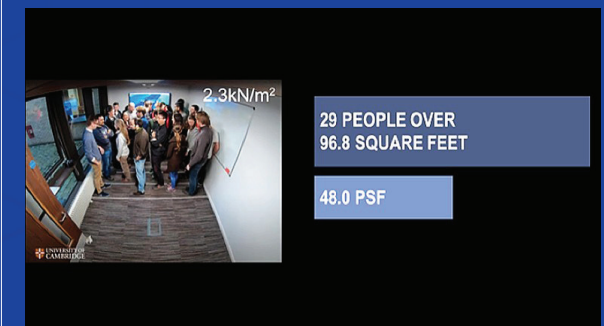 2.3kN/m²
29 PEOPLE OVER
96.8 SQUARE FEET
48.0 PSF
UNIVERSITY OF
CAMBRIDGE